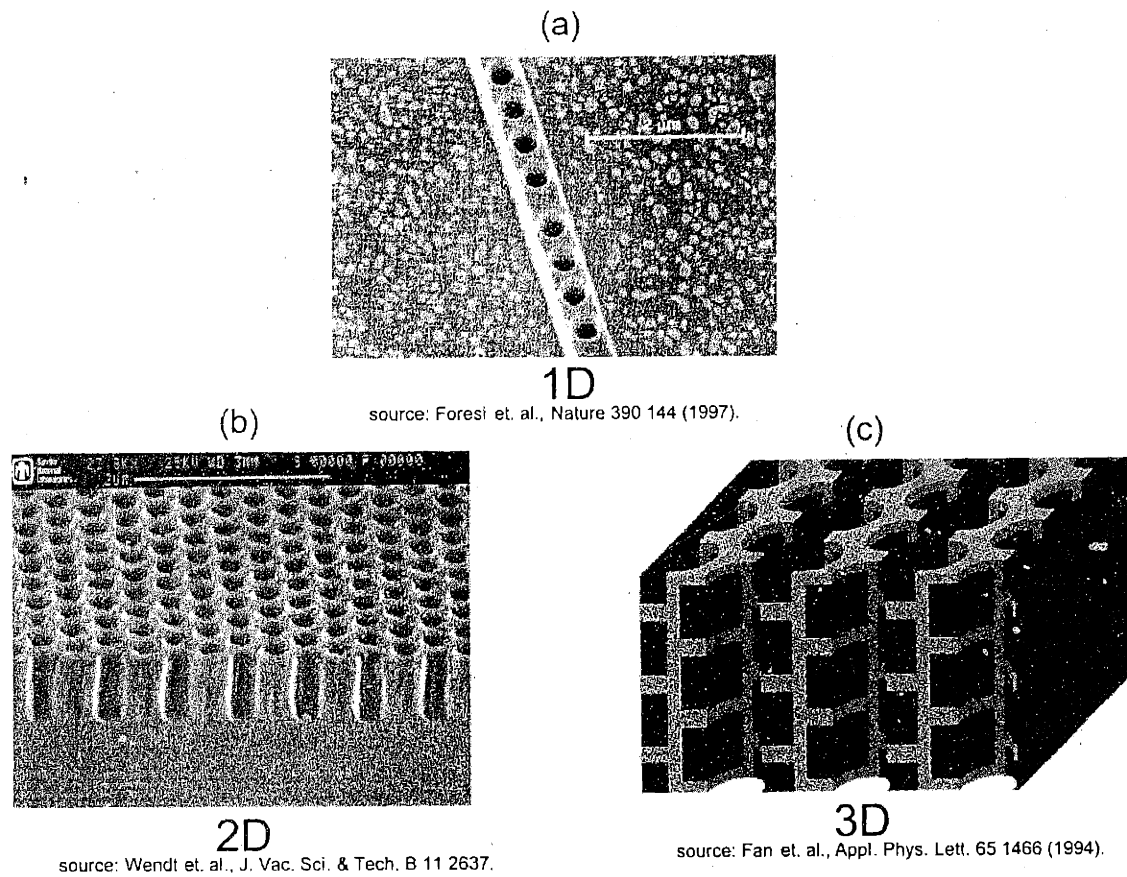 (a)
1D
source: Foresi et. al., Nature 390 144 (1997).
(b)
(c)
2D
source: Wendt et. al., J. Vac. Sci. & Tech. B 11 2637.
3D
source: Fan et. al., Appl. Phys. Lett. 65 1466 (1994).